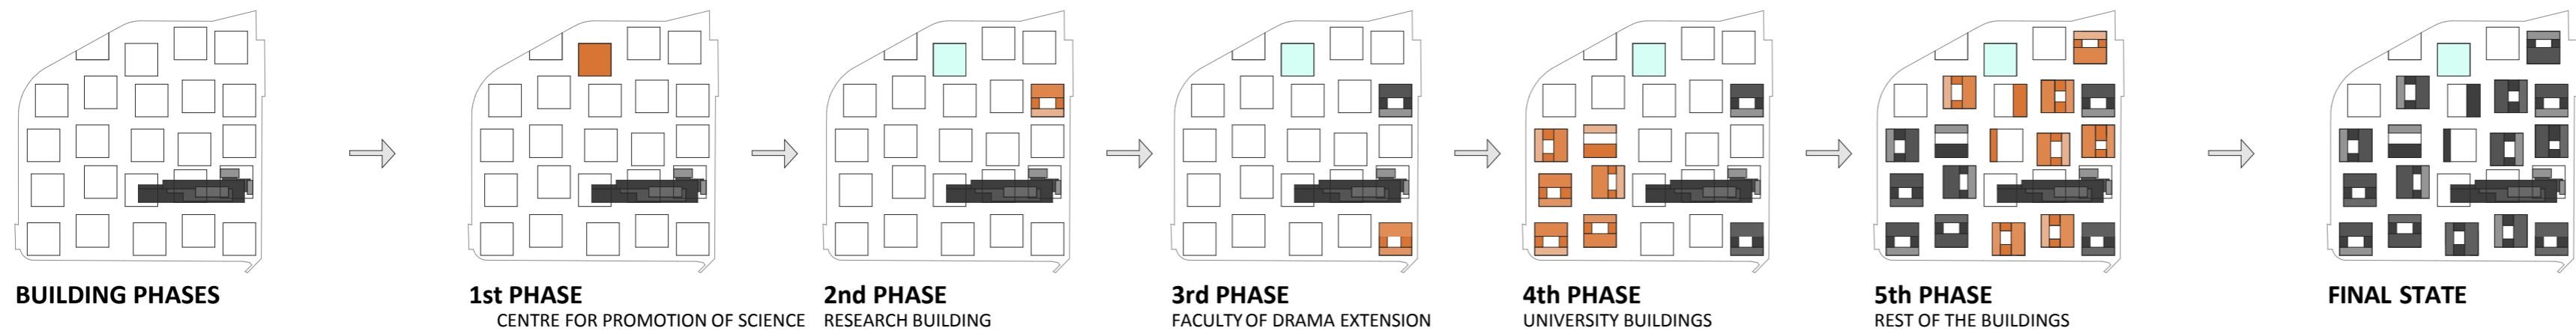 BUILDING PHASES
1st PHASE
CENTRE FOR PROMOTION OF SCIENCE
2nd PHASE
RESEARCH BUILDING
3rd PHASE
FACULTY OF DRAMA EXTENSION
4th PHASE
UNIVERSITY BUILDINGS
5th PHASE
REST OF THE BUILDINGS
FINAL STATE